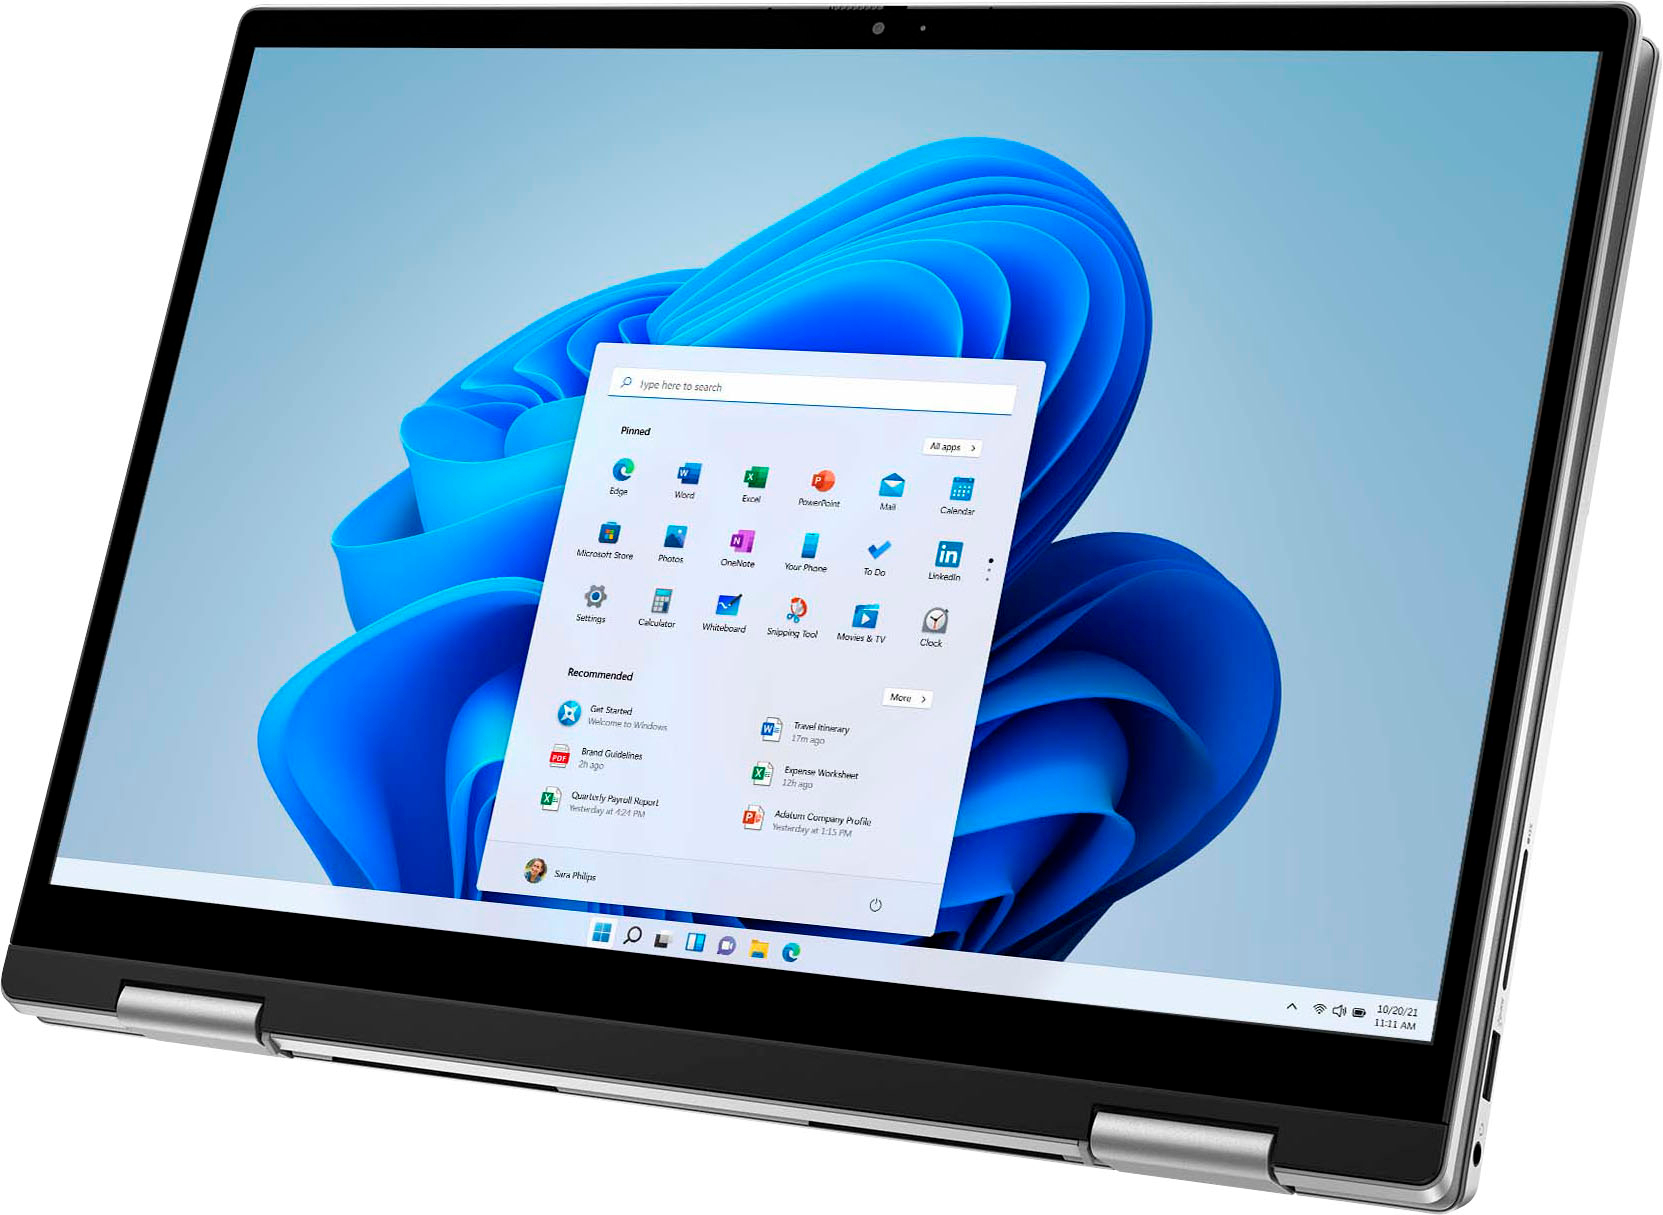 Type here to search
Pinned
All apps
Edge
Word
Excel
PowerPoint
Mail
Calendar
Microsoft Store
Photos
OneNote
Your Phone
To Do
LinkedIn
Settings
Calculator
Whiteboard
Snipping Tool
Movies & TV
Clock
Recommended
More
Get Started
Welcome to Windows
Travel Itinerary
17m ago
Brand Guidelines
2h ago
Expense Worksheet
12h ago
Quarterly Payroll Report
Yesterday at 4:24 PM
Adatum Company Profile
Yesterday at 1:15 PM
Sara Philips
10/20/21
11:11 AM